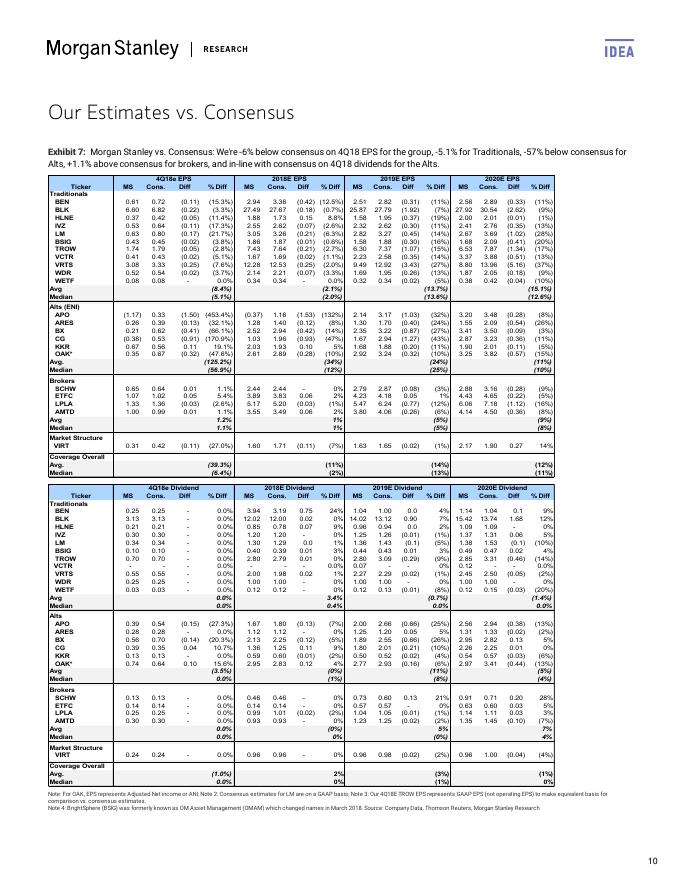 Morgan Stanley | RESEARCH
IDEA
Our Estimates vs. Consensus
Exhibit 7: Morgan Stanley vs. Consensus: We're -6% below consensus on 4Q18 EPS for the group, -5.1% for Traditionals, -57% below consensus for
Alts, +1.1% above consensus for brokers, and in-line with consensus on 4Q18 dividends for the Alts.
4Q18e EPS 2018E EPS 2019E EPS 2020E EPS
Ticker MS Cons. Diff % Diff MS Cons. Diff % Diff MS Cons. Diff % Diff MS Cons. Diff % Diff
Traditionals
BEN 0.61 0.72 (0.11) (15.3%) 2.94 3.36 (0.42) (12.5%) 2.51 2.82 (0.31) (11%) 2.56 2.89 (0.33) (11%)
BLK 6.60 6.82 (0.22) (3.3%) 27.49 27.67 (0.18) (0.7%) 25.87 27.79 (1.92) (7%) 27.92 30.54 (2.62) (9%)
HLNE 0.37 0.42 (0.05) (11.4%) 1.88 1.73 0.15 8.8% 1.58 1.95 (0.37) (19%) 2.00 2.01 (0.01) (1%)
IVZ 0.53 0.64 (0.11) (17.3%) 2.55 2.62 (0.07) (2.6%) 2.32 2.62 (0.30) (11%) 2.41 2.76 (0.35) (13%)
LM 0.63 0.80 (0.17) (21.7%) 3.05 3.26 (0.21) (6.3%) 2.82 3.27 (0.45) (14%) 2.67 3.69 (1.02) (28%)
BSIG 0.43 0.45 (0.02) (3.8%) 1.86 1.87 (0.01) (0.6%) 1.58 1.88 (0.30) (16%) 1.68 2.09 (0.41) (20%)
TROW 1.74 1.79 (0.05) (2.8%) 7.43 7.64 (0.21) (2.7%) 6.30 7.37 (1.07) (15%) 6.53 7.87 (1.34) (17%)
VCTR 0.41 0.43 (0.02) (5.1%) 1.67 1.69 (0.02) (1.1%) 2.23 2.58 (0.35) (14%) 3.37 3.88 (0.51) (13%)
VRTS 3.08 3.33 (0.25) (7.6%) 12.28 12.53 (0.25) (2.0%) 9.49 12.92 (3.43) (27%) 8.80 13.96 (5.16) (37%)
WDR 0.52 0.54 (0.02) (3.7%) 2.14 2.21 (0.07) (3.3%) 1.69 1.95 (0.26) (13%) 1.87 2.05 (0.18) (9%)
WETF 0.08 0.08 - 0.0% 0.34 0.34 - 0.0% 0.32 0.34 (0.02) (5%) 0.38 0.42 (0.04) (10%)
Avg (8.4%) (2.1%) (13.7%) (15.1%)
Median (5.1%) (2.0%) (13.6%) (12.6%)
Alts (ENI)
APO (1.17) 0.33 (1.50) (453.4%) (0.37) 1.16 (1.53) (132%) 2.14 3.17 (1.03) (32%) 3.20 3.48 (0.28) (8%)
ARES 0.26 0.39 (0.13) (32.1%) 1.28 1.40 (0.12) (8%) 1.30 1.70 (0.40) (24%) 1.55 2.09 (0.54) (26%)
BX 0.21 0.62 (0.41) (66.1%) 2.52 2.94 (0.42) (14%) 2.35 3.22 (0.87) (27%) 3.41 3.50 (0.09) (3%)
CG (0.38) 0.53 (0.91) (170.9%) 1.03 1.96 (0.93) (47%) 1.67 2.94 (1.27) (43%) 2.87 3.23 (0.36) (11%)
KKR 0.67 0.56 0.11 19.1% 2.03 1.93 0.10 5% 1.68 1.88 (0.20) (11%) 1.90 2.01 (0.11) (5%)
OAK* 0.35 0.67 (0.32) (47.6%) 2.61 2.89 (0.28) (10%) 2.92 3.24 (0.32) (10%) 3.25 3.82 (0.57) (15%)
Avg (125.2%) (34%) (24%) (11%)
Median (56.9%) (12%) (25%) (10%)
Brokers
SCHW 0.65 0.64 0.01 1.1% 2.44 2.44 - 0% 2.79 2.87 (0.08) (3%) 2.88 3.16 (0.28) (9%)
ETFC 1.07 1.02 0.05 5.4% 3.89 3.83 0.06 2% 4.23 4.18 0.05 1% 4.43 4.65 (0.22) (5%)
LPLA 1.33 1.36 (0.03) (2.6%) 5.17 5.20 (0.03) (1%) 5.47 6.24 (0.77) (12%) 6.06 7.18 (1.12) (16%)
AMTD 1.00 0.99 0.01 1.1% 3.55 3.49 0.06 2% 3.80 4.06 (0.26) (6%) 4.14 4.50 (0.36) (8%)
Avg 1.2% 1% (5%) (9%)
Median 1.1% 1% (5%) (8%)
Market Structure
VIRT 0.31 0.42 (0.11) (27.0%) 1.60 1.71 (0.11) (7%) 1.63 1.65 (0.02) (1%) 2.17 1.90 0.27 14%
Coverage Overall
Avg. (39.3%) (11%) (14%) (12%)
Median (6.4%) (2%) (13%) (11%)
4Q18e Dividend 2018E Dividend 2019E Dividend 2020E Dividend
Ticker MS Cons. Diff % Diff MS Cons. Diff % Diff MS Cons. Diff % Diff MS Cons. Diff % Diff
Traditionals
BEN 0.25 0.25 - 0.0% 3.94 3.19 0.75 24% 1.04 1.00 0.0 4% 1.14 1.04 0.1 9%
BLK 3.13 3.13 - 0.0% 12.02 12.00 0.02 0% 14.02 13.12 0.90 7% 15.42 13.74 1.68 12%
HLNE 0.21 0.21 - 0.0% 0.85 0.78 0.07 9% 0.96 0.94 0.0 2% 1.09 1.09 - 0%
IVZ 0.30 0.30 - 0.0% 1.20 1.20 - 0% 1.25 1.26 (0.01) (1%) 1.37 1.31 0.06 5%
LM 0.34 0.34 - 0.0% 1.30 1.29 0.0 1% 1.36 1.43 (0.1) (5%) 1.38 1.53 (0.1) (10%)
BSIG 0.10 0.10 - 0.0% 0.40 0.39 0.01 3% 0.44 0.43 0.01 3% 0.49 0.47 0.02 4%
TROW 0.70 0.70 - 0.0% 2.80 2.79 0.01 0% 2.80 3.09 (0.29) (9%) 2.85 3.31 (0.46) (14%)
VCTR - - - 0.0% - - - 0.0% 0.07 - - 0% 0.12 - - 0%
VRTS 0.55 0.55 - 0.0% 2.00 1.98 0.02 1% 2.27 2.29 (0.02) (1%) 2.45 2.50 (0.05) (2%)
WDR 0.25 0.25 - 0.0% 1.00 1.00 - 0% 1.00 1.00 - 0% 1.00 1.00 - 0%
WETF 0.03 0.03 - 0.0% 0.12 0.12 - 0% 0.12 0.13 (0.01) (8%) 0.12 0.15 (0.03) (20%)
Avg 0.0% 3.4% (0.7%) (1.4%)
Median 0.0% 0.4% 0.0% 0.0%
Alts
APO 0.39 0.54 (0.15) (27.3%) 1.67 1.80 (0.13) (7%) 2.00 2.66 (0.66) (25%) 2.56 2.94 (0.38) (13%)
ARES 0.28 0.28 - 0.0% 1.12 1.12 - 0% 1.25 1.20 0.05 5% 1.31 1.33 (0.02) (2%)
BX 0.56 0.70 (0.14) (20.3%) 2.13 2.25 (0.12) (5%) 1.89 2.55 (0.66) (26%) 2.95 2.82 0.13 5%
CG 0.39 0.35 0.04 10.7% 1.36 1.25 0.11 9% 1.80 2.01 (0.21) (10%) 2.26 2.25 0.01 0%
KKR 0.13 0.13 - 0.0% 0.59 0.60 (0.01) (2%) 0.50 0.52 (0.02) (4%) 0.54 0.57 (0.03) (6%)
OAK* 0.74 0.64 0.10 15.6% 2.95 2.83 0.12 4% 2.77 2.93 (0.16) (6%) 2.97 3.41 (0.44) (13%)
Avg (3.5%) (0%) (11%) (5%)
Median 0.0% (1%) (8%) (4%)
Brokers
SCHW 0.13 0.13 - 0.0% 0.46 0.46 - 0% 0.73 0.60 0.13 21% 0.91 0.71 0.20 28%
ETFC 0.14 0.14 - 0.0% 0.14 0.14 - 0% 0.57 0.57 - 0% 0.63 0.60 0.03 5%
LPLA 0.25 0.25 - 0.0% 0.99 1.01 (0.02) (2%) 1.04 1.05 (0.01) (1%) 1.14 1.11 0.03 3%
AMTD 0.30 0.30 - 0.0% 0.93 0.93 - 0% 1.23 1.25 (0.02) (2%) 1.35 1.45 (0.10) (7%)
Avg 0.0% (0%) 5% 7%
Median 0.0% 0% (0%) 4%
Market Structure
VIRT 0.24 0.24 - 0.0% 0.96 0.96 - 0% 0.96 0.98 (0.02) (2%) 0.96 1.00 (0.04) (4%)
Coverage Overall
Avg. (1.0%) 2% (3%) (1%)
Median 0.0% 0% (1%) 0%
Note: For OAK, EPS represents Adjusted Net income or ANI; Note 2: Consensus estimates for LM are on a GAAP basis; Note 3: Our 4Q18E TROW EPS represents GAAP EPS (not operating EPS) to make equivalent basis for
comparison vs. consensus estimates.
Note 4: BrightSphere (BSIG) was formerly known as OM Asset Management (OMAM) which changed names in March 2018. Source: Company Data, Thomson Reuters, Morgan Stanley Research
10